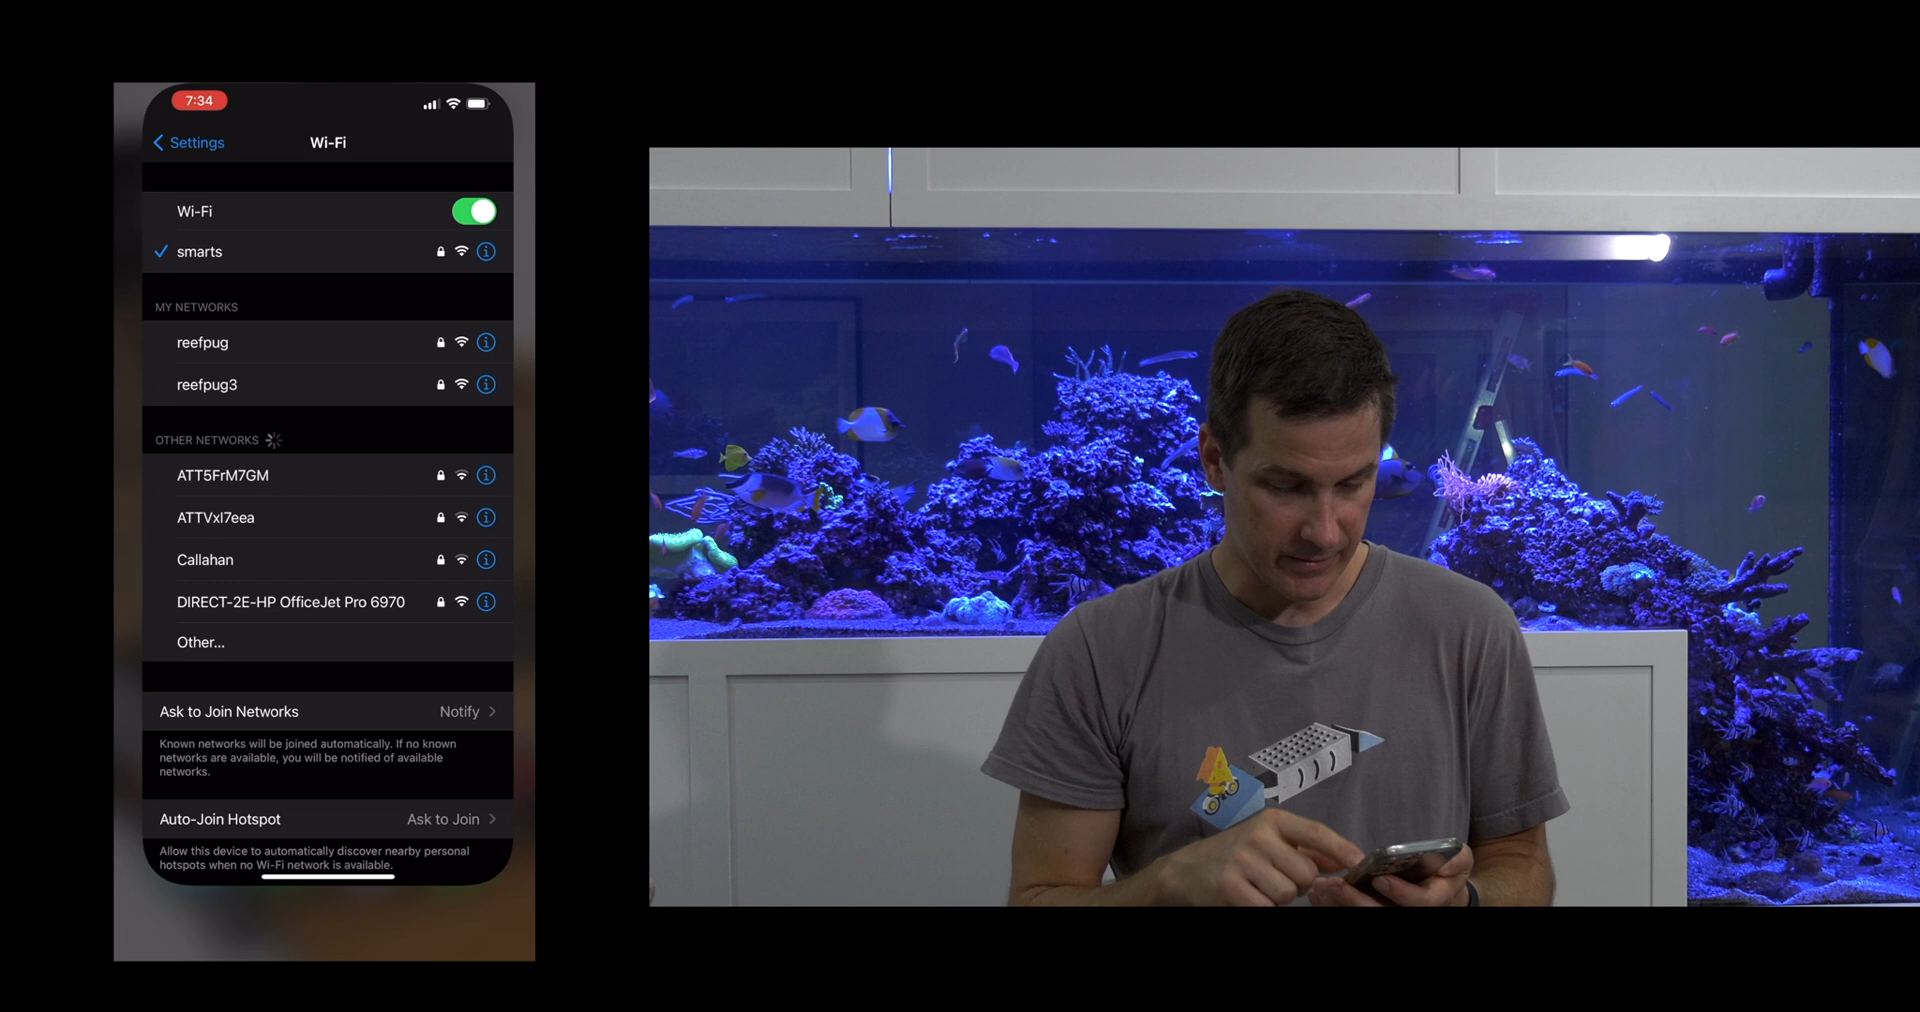 7:34
Settings
Wi-Fi
Wi-Fi
smarts
MY NETWORKS
reefpug
reefpug3
OTHER NETWORKS
ATT5FrM7GM
ATTVxI7eea
Callahan
DIRECT-2E-HP OfficeJet Pro 6970
Other...
Ask to Join Networks Notify
Known networks will be joined automatically. If no known
networks are available, you will be notified of available
networks.
Auto-Join Hotspot Ask to Join
Allow this device to automatically discover nearby personal
hotspots when no Wi-Fi network is available.